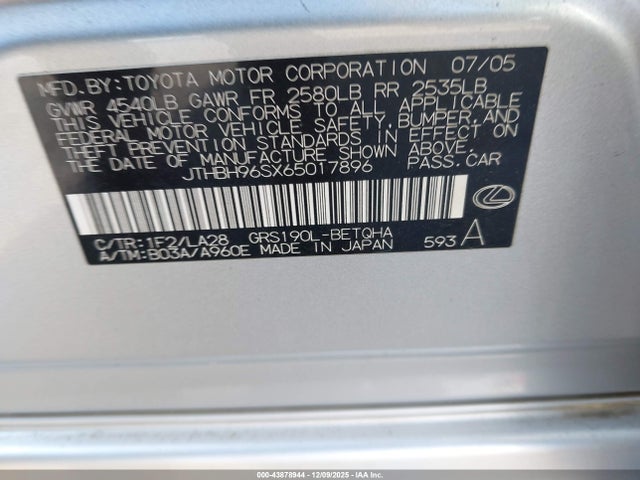 MFD. BY: TOYOTA MOTOR CORPORATION 07/05
GVWR 4540LB GAWR FR 2580LB RR 2535LB
THIS VEHICLE CONFORMS TO ALL APPLICABLE
FEDERAL MOTOR VEHICLE SAFETY, BUMPER, AND
THEFT PREVENTION STANDARDS IN EFFECT ON
THE DATE OF MANUFACTURE SHOWN ABOVE.
JTHBH96SX65017896 PASS. CAR
C/TR: 1F2/LA28 GRS190L-BETQHA
A/TM: B03A/A960E MADE IN JAPAN 593 A
000-43878944 | 12/09/2025 | IAA Inc. | Copart